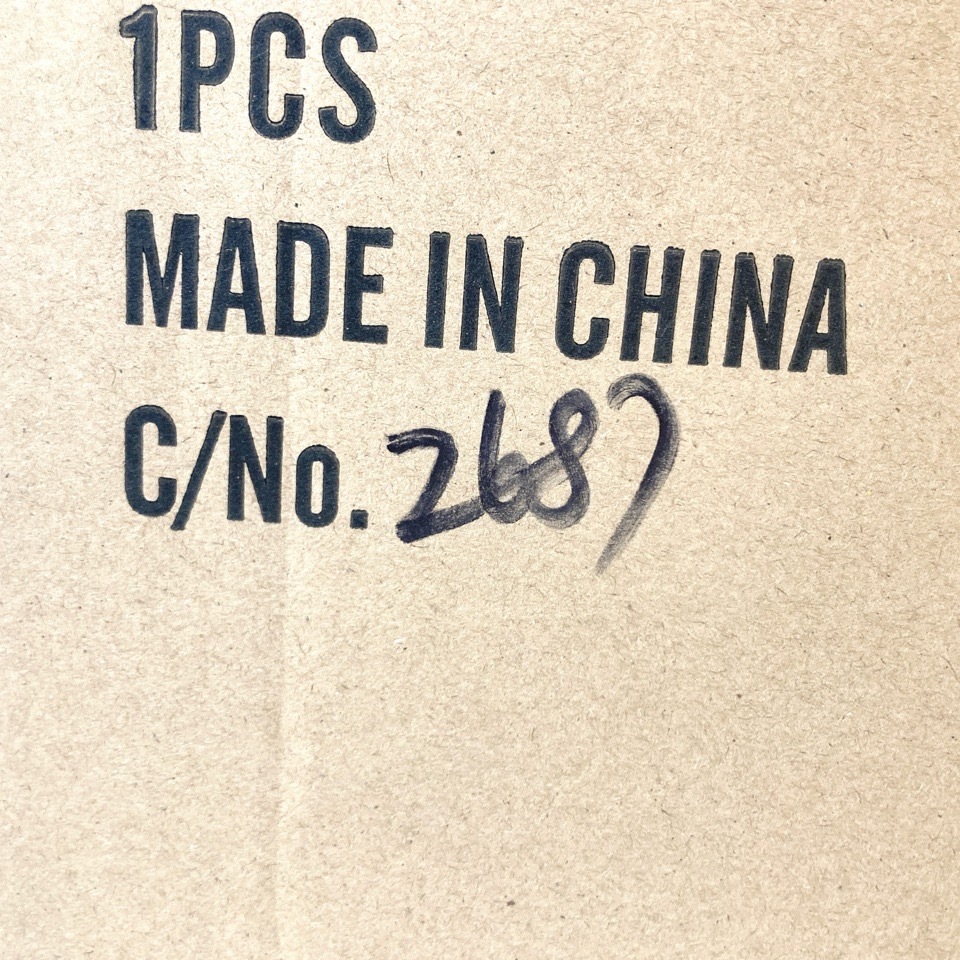 1PCS
MADE IN CHINA
C/No. 2687